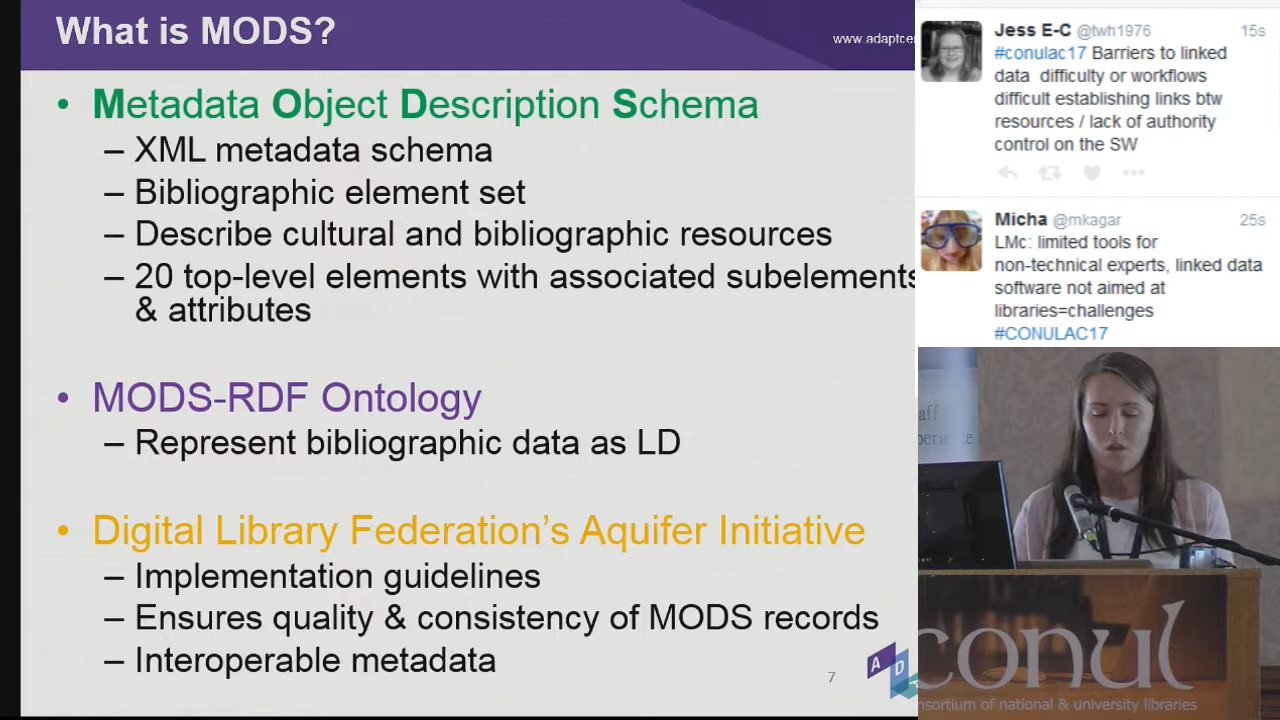 What is MODS?
www.adaptce
• Metadata Object Description Schema
– XML metadata schema
– Bibliographic element set
– Describe cultural and bibliographic resources
– 20 top-level elements with associated subelements
& attributes
• MODS-RDF Ontology
– Represent bibliographic data as LD
• Digital Library Federation's Aquifer Initiative
– Implementation guidelines
– Ensures quality & consistency of MODS records
– Interoperable metadata
7
A D
Jess E-C @twh1976 15s
#conulac17 Barriers to linked
data difficulty or workflows
difficult establishing links btw
resources / lack of authority
control on the SW
Micha @mkagar 25s
LMc: limited tools for
non-technical experts, linked data
software not aimed at
libraries=challenges
#CONULAC17
aff
perience
conul
nsortium of national & university libraries